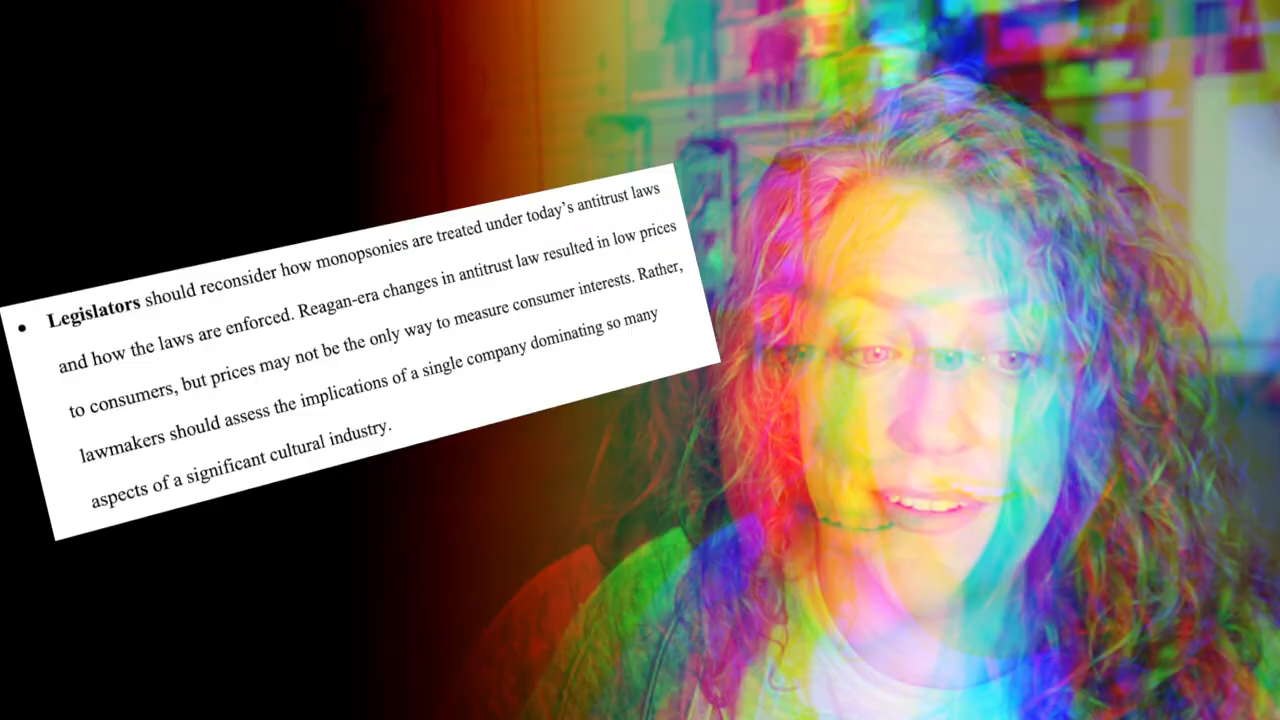 • Legislators should reconsider how monopsonies are treated under today’s antitrust laws
and how the laws are enforced. Reagan-era changes in antitrust law resulted in low prices
to consumers, but prices may not be the only way to measure consumer interests. Rather,
lawmakers should assess the implications of a single company dominating so many
aspects of a significant cultural industry.